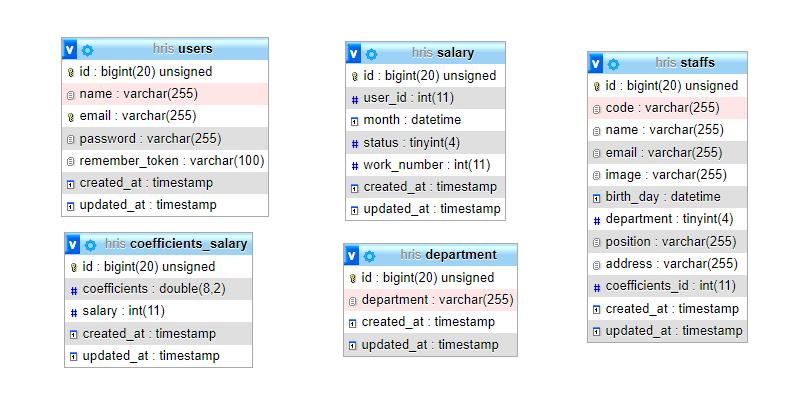 v hris users
id : bigint(20) unsigned
name : varchar(255)
email : varchar(255)
password : varchar(255)
remember_token : varchar(100)
created_at : timestamp
updated_at : timestamp
v hris salary
id : bigint(20) unsigned
# user_id : int(11)
month : datetime
# status : tinyint(4)
# work_number : int(11)
created_at : timestamp
updated_at : timestamp
v hris staffs
id : bigint(20) unsigned
code : varchar(255)
name : varchar(255)
email : varchar(255)
image : varchar(255)
birth_day : datetime
# department : tinyint(4)
position : varchar(255)
address : varchar(255)
# coefficients_id : int(11)
created_at : timestamp
updated_at : timestamp
v hris coefficients_salary
id : bigint(20) unsigned
# coefficients : double(8,2)
# salary : int(11)
created_at : timestamp
updated_at : timestamp
v hris department
id : bigint(20) unsigned
department : varchar(255)
created_at : timestamp
updated_at : timestamp